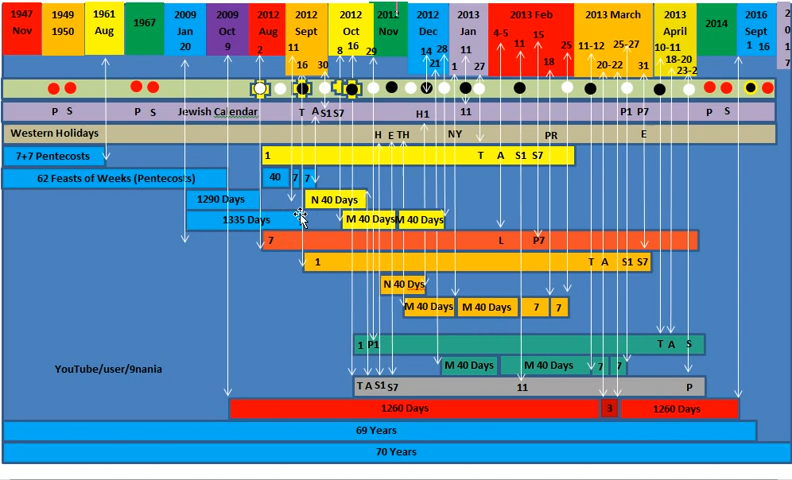 1947 Nov
1949 1950
1961 Aug
1967
2009 Jan 20
2009 Oct 9
2012 Aug 2
2012 Sept 11 16 30
2012 Oct 8 16
Nov 29
2012 Dec 14 21 28
2013 Jan 1 11 27
2013 Feb 4-5 11 15 18 25
2013 March 11-12 20-22 25-27 31
2013 April 10-11 18-20 23-2
2014
2016 Sept 1 16
2017
P S P S Jewish Calendar T A S1 S7 H1 11 P1 P7 P S
Western Holidays H E TH NY PR E
7+7 Pentecosts 1 T A S1 S7
62 Feasts of Weeks (Pentecosts) 40 7 7
1290 Days N 40 Days
1335 Days M 40 Days M 40 Days
7 L P7
1 T A S1 S7
N 40 Dys
M 40 Days M 40 Days 7 7
1 P1 T A S
YouTube/user/9nania M 40 Days M 40 Days 7 7
T A S1 S7 11 P
1260 Days 3 1260 Days
69 Years
70 Years